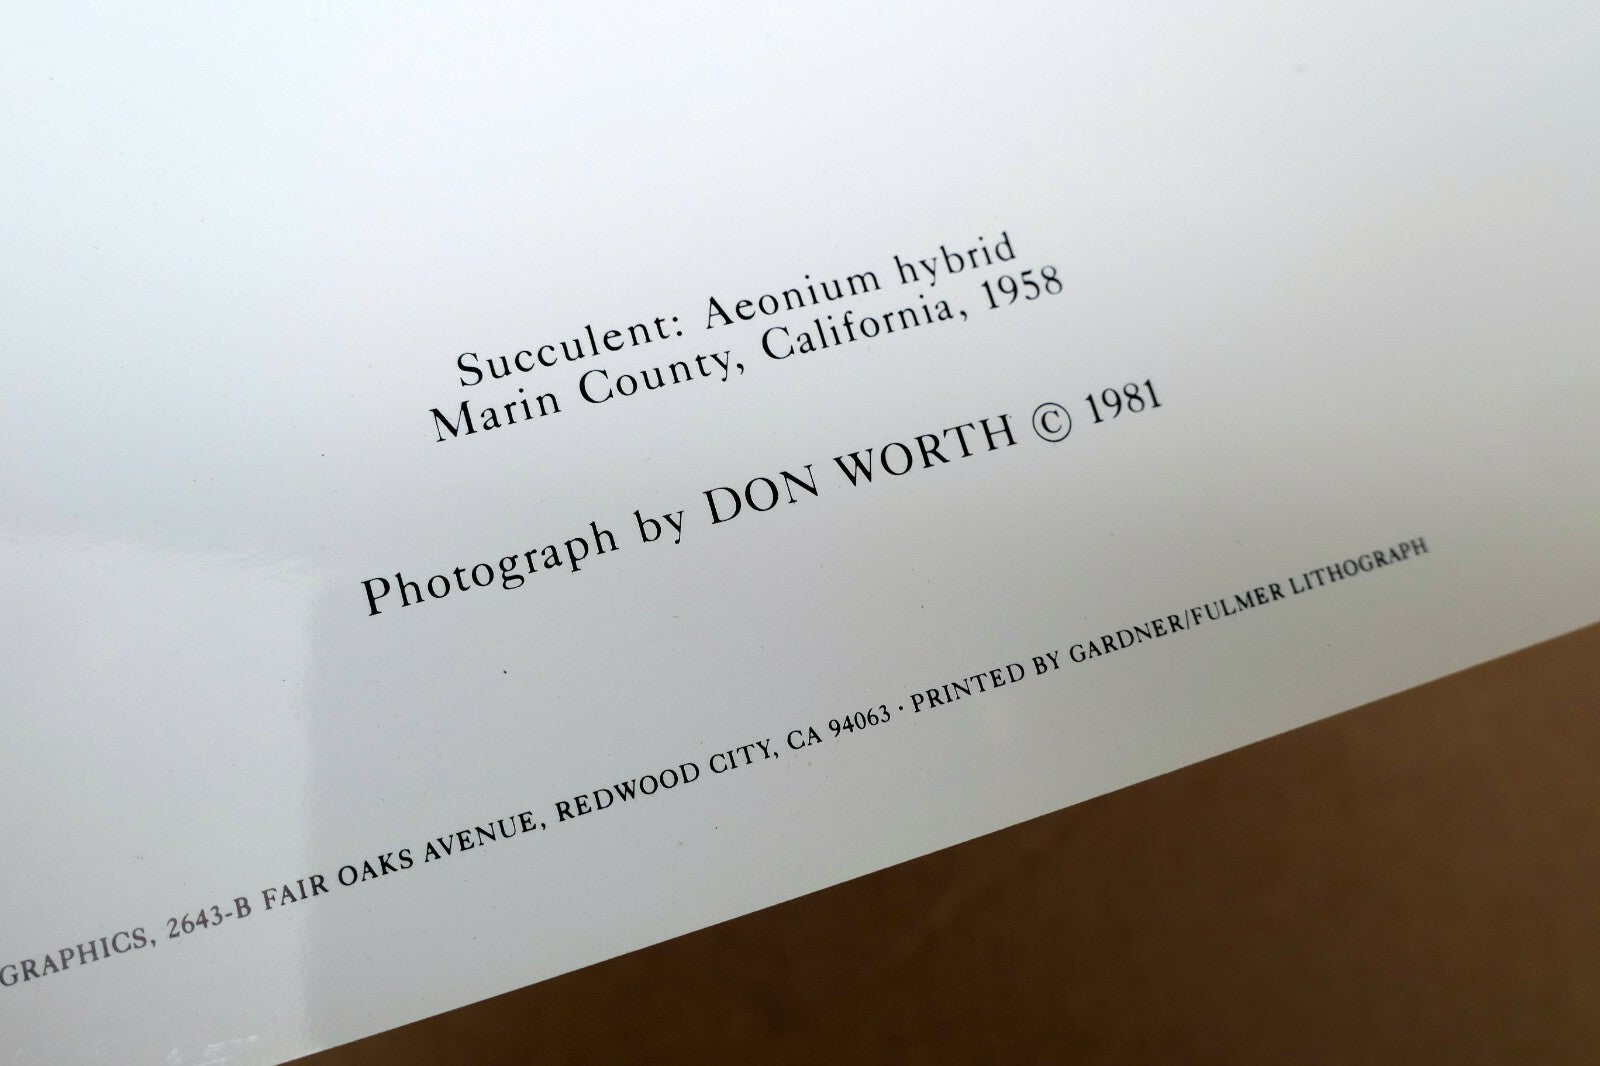 Succulent: Aeonium hybrid
Marin County, California, 1958
Photograph by DON WORTH © 1981
GRAPHICS, 2643-B FAIR OAKS AVENUE, REDWOOD CITY, CA 94063 · PRINTED BY GARDNER/FULMER LITHOGRAPH